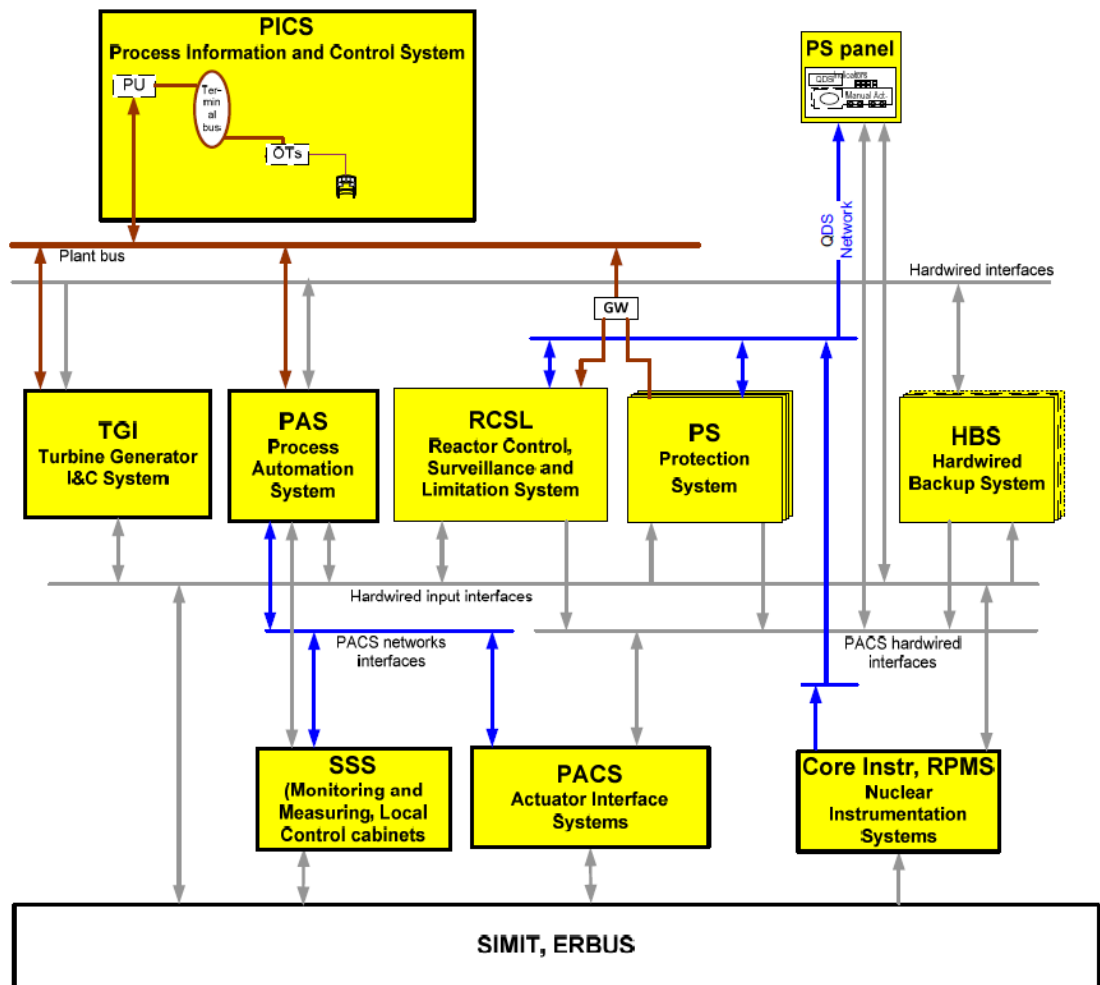 PICS
Process Information and Control System
PU
Ter-
min
al
bus
OTs
PS panel
Indicators
QDS
Manual Act.
QDS
Network
Plant bus
Hardwired interfaces
GW
TGI
Turbine Generator
I&C System
PAS
Process
Automation
System
RCSL
Reactor Control,
Surveillance and
Limitation System
PS
Protection
System
HBS
Hardwired
Backup System
Hardwired input interfaces
PACS networks
interfaces
PACS hardwired
interfaces
SSS
(Monitoring and
Measuring, Local
Control cabinets
PACS
Actuator Interface
Systems
Core Instr, RPMS
Nuclear
Instrumentation
Systems
SIMIT, ERBUS